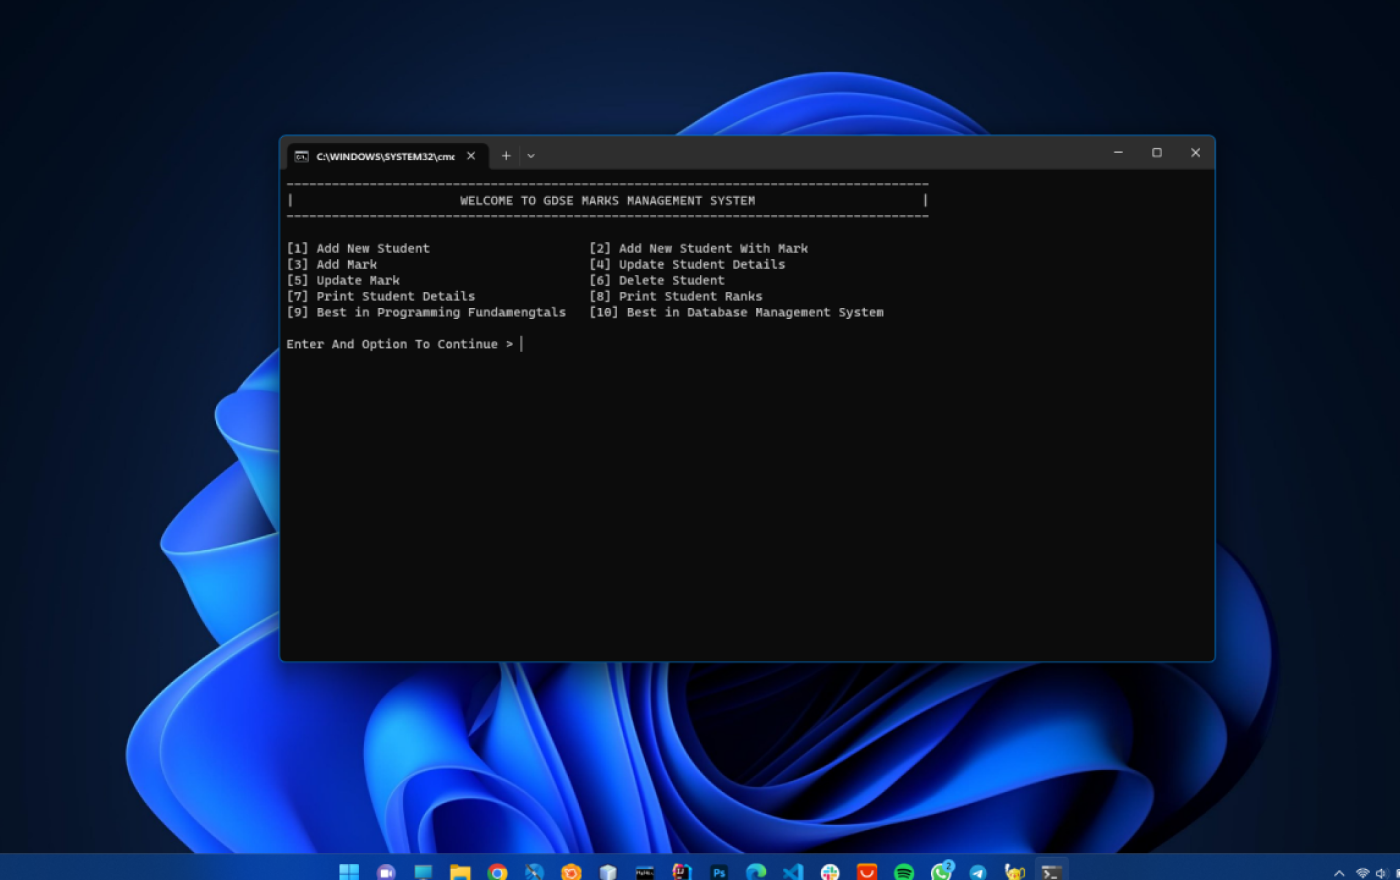 C:\WINDOWS\SYSTEM32\cmc
--------------------------------------------------------------------------------
| WELCOME TO GDSE MARKS MANAGEMENT SYSTEM |
--------------------------------------------------------------------------------
[1] Add New Student [2] Add New Student With Mark
[3] Add Mark [4] Update Student Details
[5] Update Mark [6] Delete Student
[7] Print Student Details [8] Print Student Ranks
[9] Best in Programming Fundamengtals [10] Best in Database Management System
Enter And Option To Continue >
Ps 2